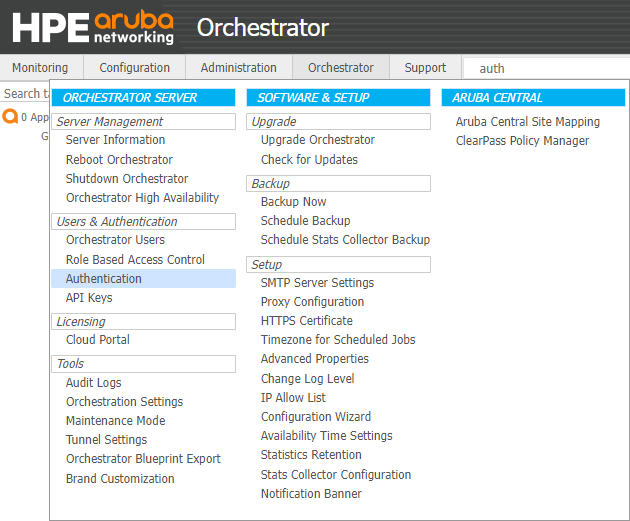 HPE aruba networking Orchestrator
Monitoring Configuration Administration Orchestrator Support auth
Search ta
0 App
G
ORCHESTRATOR SERVER
Server Management
Server Information
Reboot Orchestrator
Shutdown Orchestrator
Orchestrator High Availability
Users & Authentication
Orchestrator Users
Role Based Access Control
Authentication
API Keys
Licensing
Cloud Portal
Tools
Audit Logs
Orchestration Settings
Maintenance Mode
Tunnel Settings
Orchestrator Blueprint Export
Brand Customization
SOFTWARE & SETUP
Upgrade
Upgrade Orchestrator
Check for Updates
Backup
Backup Now
Schedule Backup
Schedule Stats Collector Backup
Setup
SMTP Server Settings
Proxy Configuration
HTTPS Certificate
Timezone for Scheduled Jobs
Advanced Properties
Change Log Level
IP Allow List
Configuration Wizard
Availability Time Settings
Statistics Retention
Stats Collector Configuration
Notification Banner
ARUBA CENTRAL
Aruba Central Site Mapping
ClearPass Policy Manager